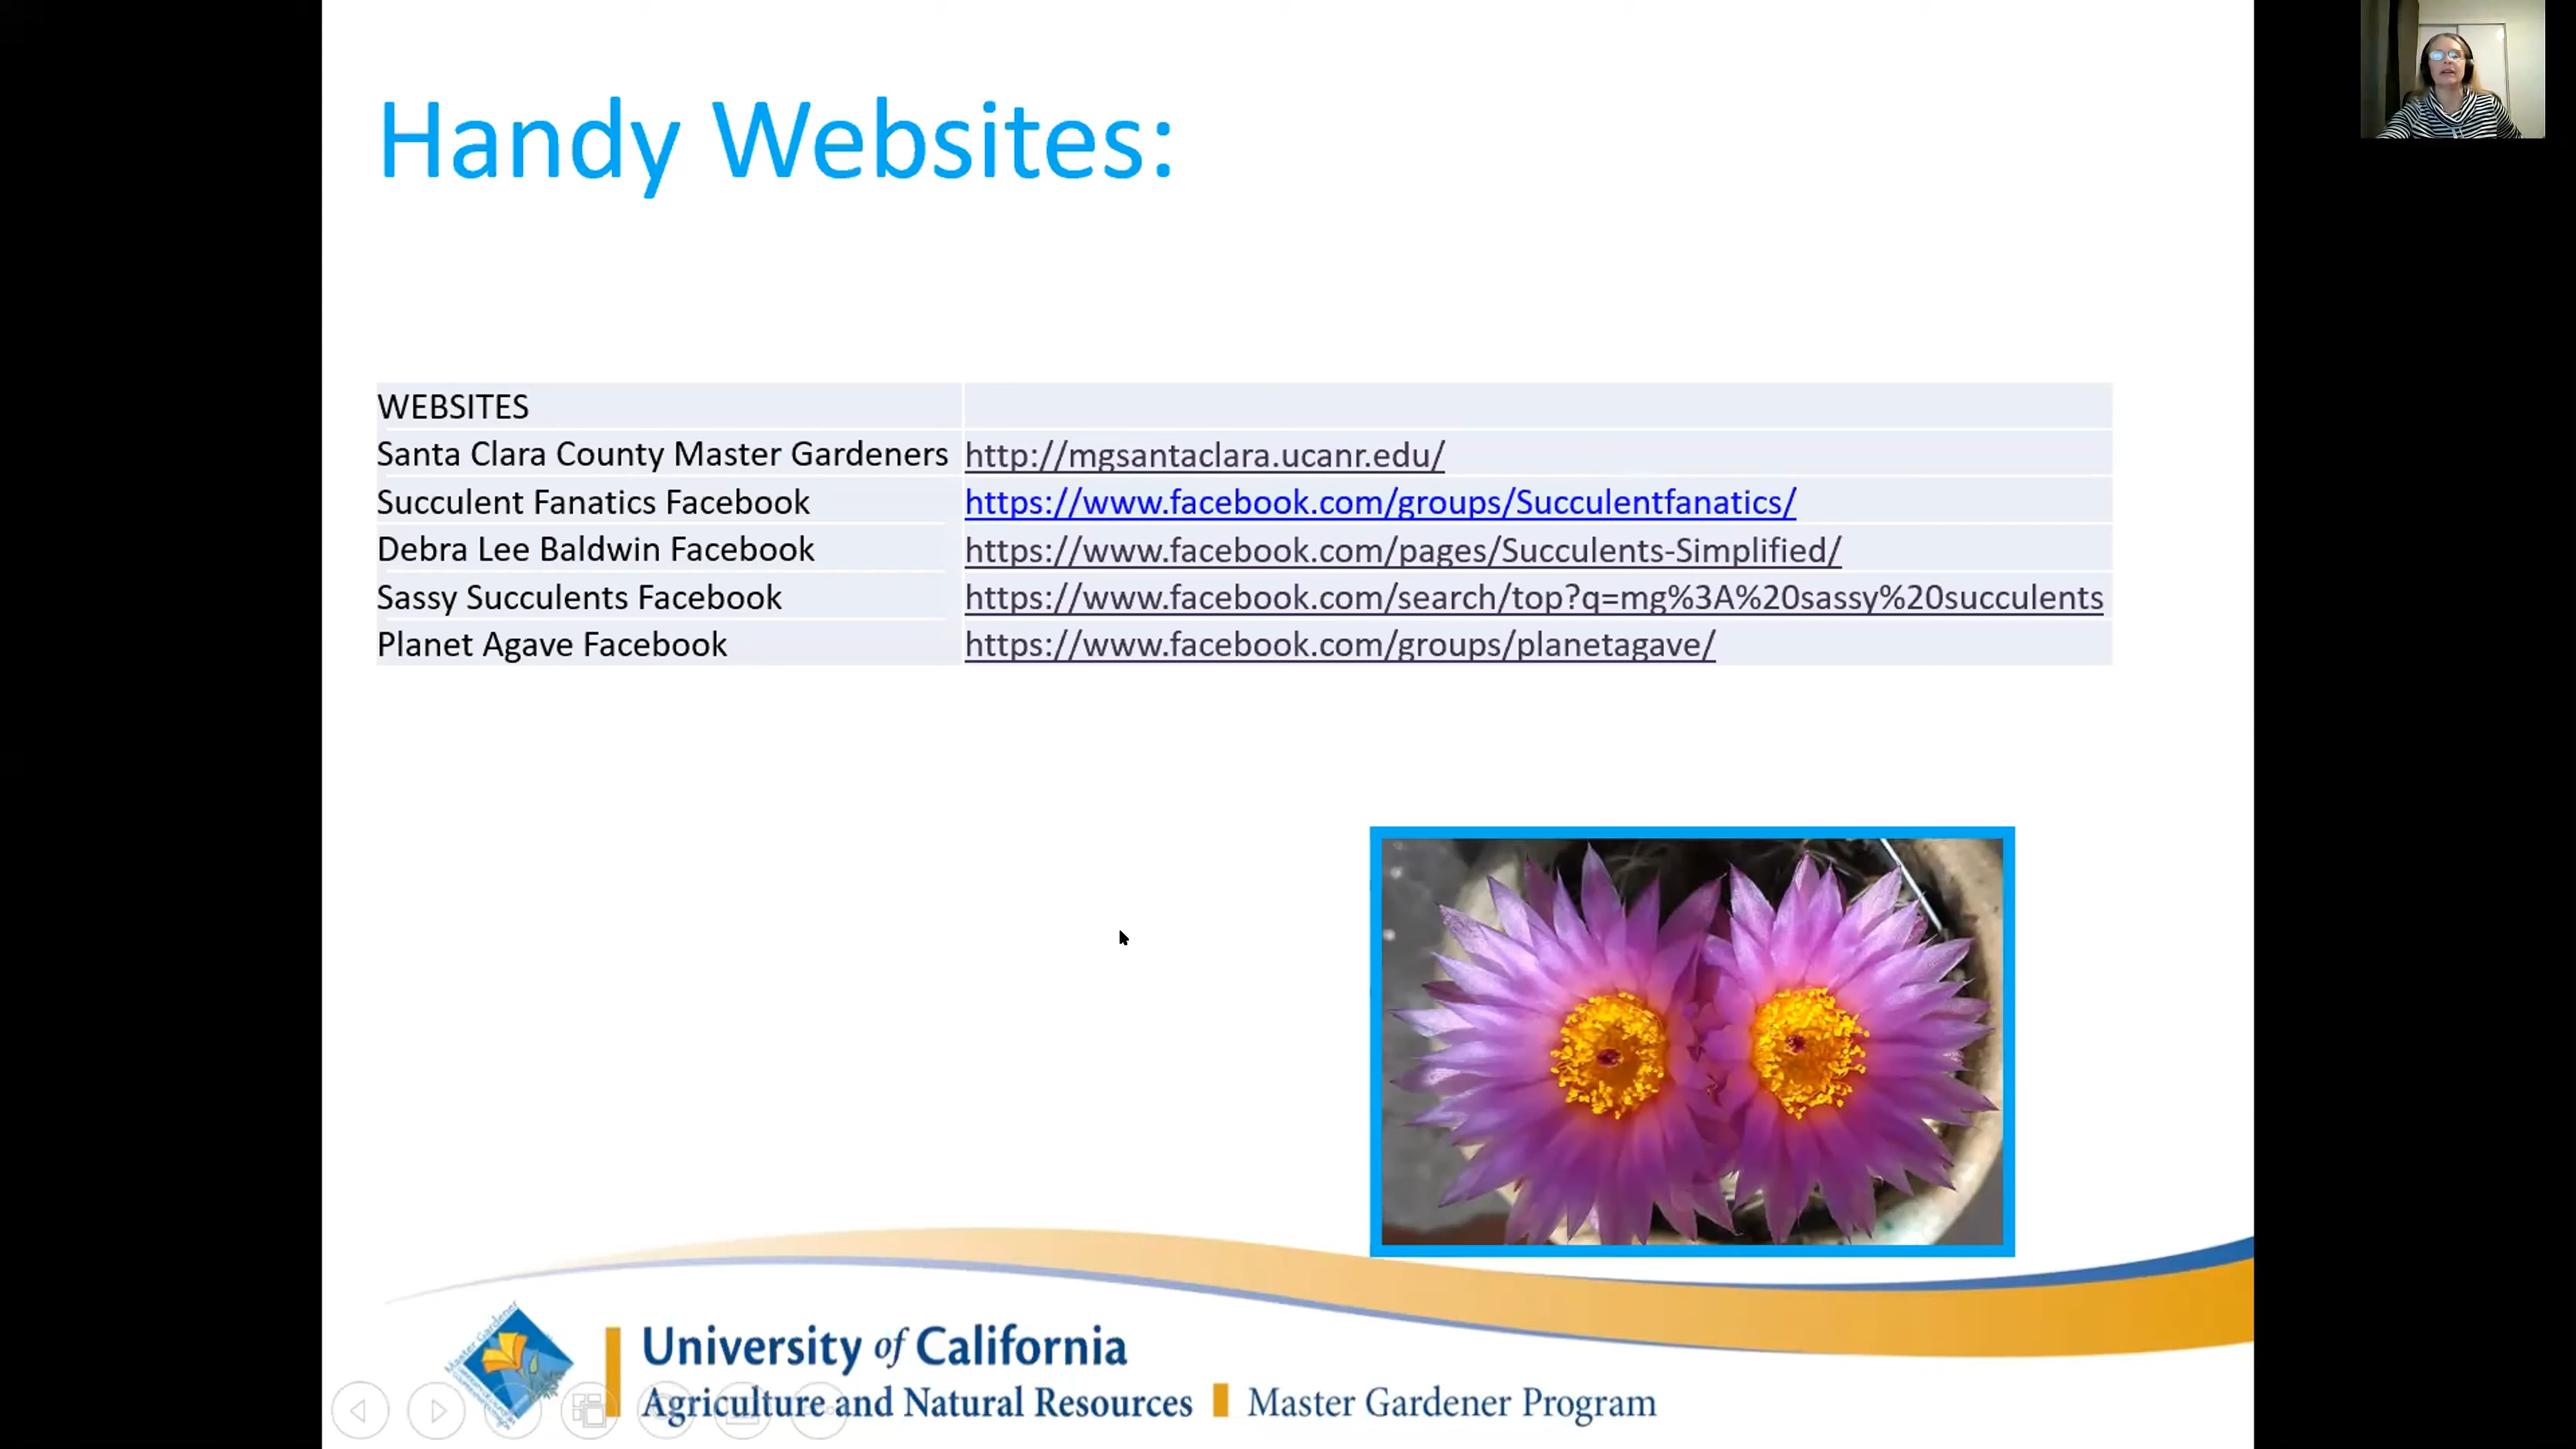 Handy Websites:
WEBSITES
Santa Clara County Master Gardeners http://mgsantaclara.ucanr.edu/
Succulent Fanatics Facebook https://www.facebook.com/groups/Succulentfanatics/
Debra Lee Baldwin Facebook https://www.facebook.com/pages/Succulents-Simplified/
Sassy Succulents Facebook https://www.facebook.com/search/top?q=mg%3A%20sassy%20succulents
Planet Agave Facebook https://www.facebook.com/groups/planetagave/
Master Gardener
University of California
Agriculture and Natural Resources Master Gardener Program